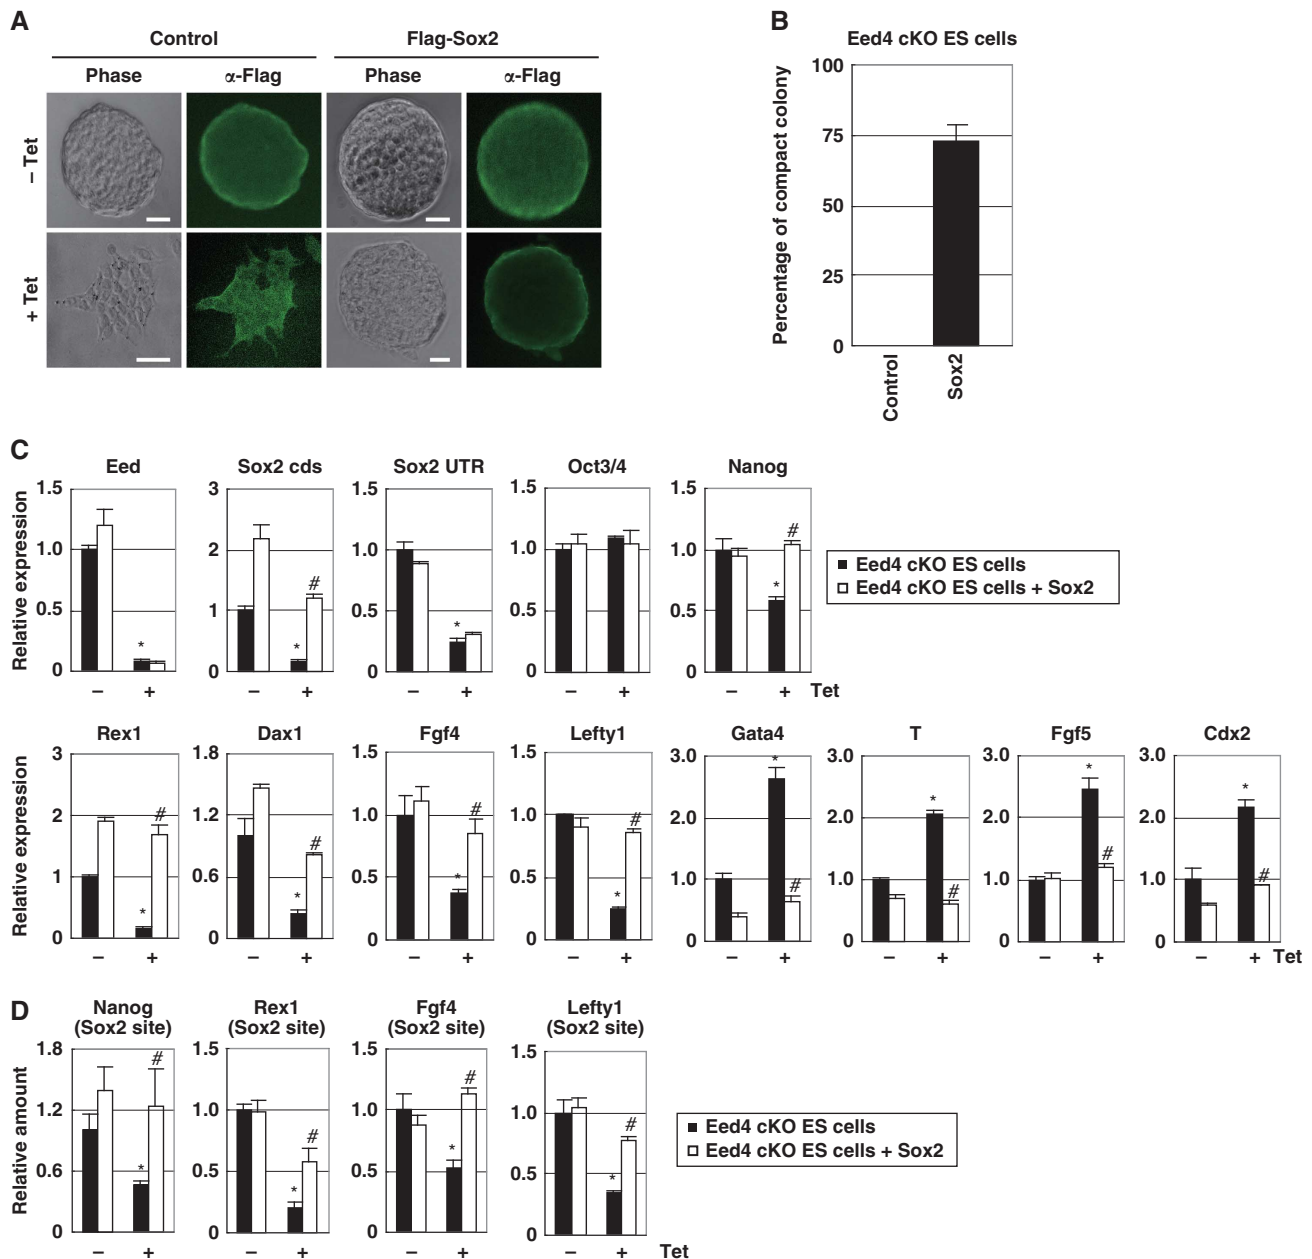 A
Control Flag-Sox2
Phase α-Flag Phase α-Flag
– Tet
+ Tet
B
Eed4 cKO ES cells
Percentage of compact colony
100
75
50
25
0
Control
Sox2
C
Relative expression
Eed
1.5
1.0
0.5
0
*
– +
Sox2 cds
3
2
1
0
*
#
– +
Sox2 UTR
1.5
1.0
0.5
0
*
– +
Oct3/4
1.5
1.0
0.5
0
– +
Nanog
1.5
1.0
0.5
0
*
#
– + Tet
Eed4 cKO ES cells
Eed4 cKO ES cells + Sox2
Relative expression
Rex1
3
2
1
0
*
#
– +
Dax1
1.8
1.2
0.6
0
*
#
– +
Fgf4
1.5
1.0
0.5
0
*
#
– +
Lefty1
1.5
1.0
0.5
0
*
#
– +
Gata4
3.0
2.0
1.0
0
*
#
– +
T
3.0
2.0
1.0
0
*
#
– +
Fgf5
3.0
2.0
1.0
0
*
#
– +
Cdx2
3.0
2.0
1.0
0
*
#
– + Tet
D
Relative amount
Nanog
(Sox2 site)
1.8
1.2
0.6
0
*
#
– +
Rex1
(Sox2 site)
1.5
1.0
0.5
0
*
#
– +
Fgf4
(Sox2 site)
1.5
1.0
0.5
0
*
#
– +
Lefty1
(Sox2 site)
1.5
1.0
0.5
0
*
#
– + Tet
Eed4 cKO ES cells
Eed4 cKO ES cells + Sox2